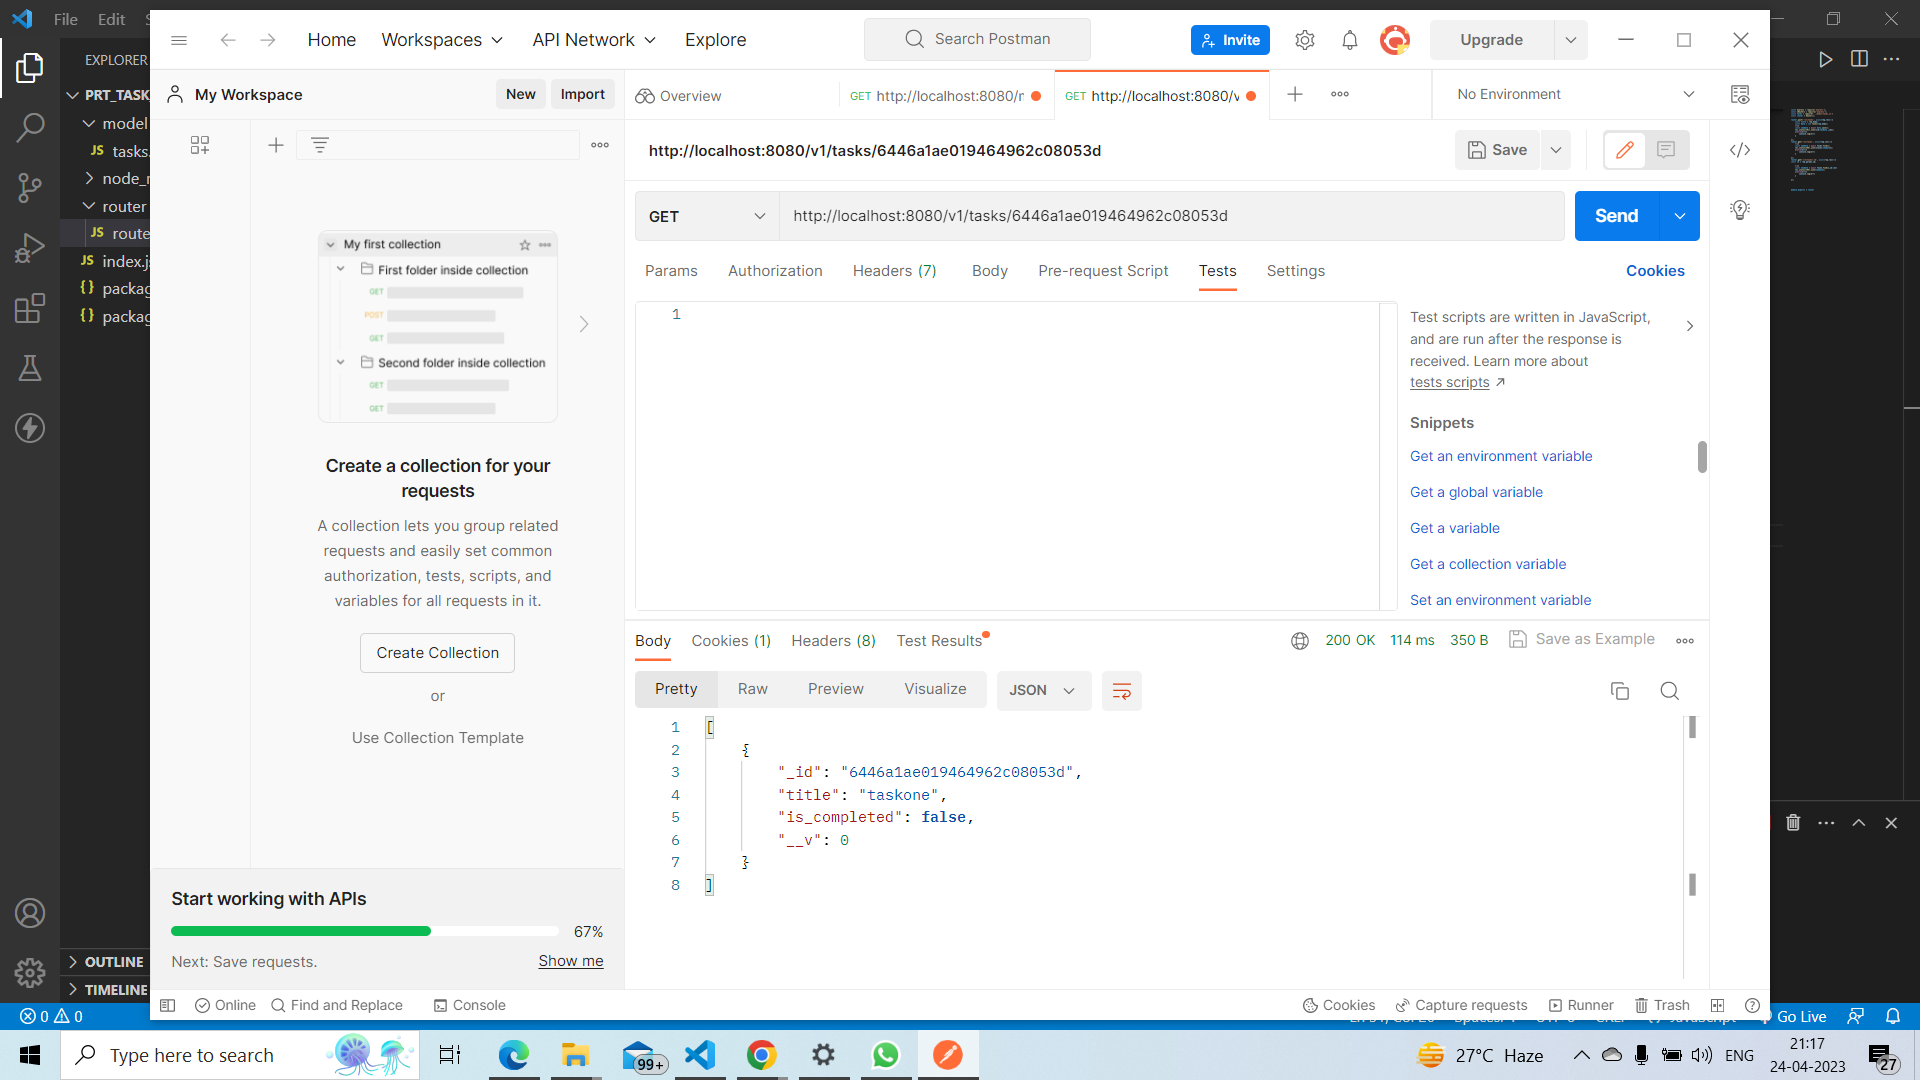 File Edit
EXPLORER
PRT_TASK
model
JS tasks.
node_r
router
JS route
JS index.js
{} packag
{} packag
OUTLINE
TIMELINE
0 0
Home Workspaces API Network Explore
Search Postman
Invite
Upgrade
My Workspace
New Import
Overview
GET http://localhost:8080/
GET http://localhost:8080/v
No Environment
My first collection
First folder inside collection
GET
POST
GET
Second folder inside collection
GET
GET
Create a collection for your
requests
A collection lets you group related
requests and easily set common
authorization, tests, scripts, and
variables for all requests in it.
Create Collection
or
Use Collection Template
Start working with APIs
67%
Next: Save requests.
Show me
http://localhost:8080/v1/tasks/6446a1ae019464962c08053d
Save
GET
http://localhost:8080/v1/tasks/6446a1ae019464962c08053d
Send
Params Authorization Headers (7) Body Pre-request Script Tests Settings
Cookies
1
Test scripts are written in JavaScript,
and are run after the response is
received. Learn more about
tests scripts
Snippets
Get an environment variable
Get a global variable
Get a variable
Get a collection variable
Set an environment variable
Body Cookies (1) Headers (8) Test Results
200 OK 114 ms 350 B Save as Example
Pretty Raw Preview Visualize JSON
1 [
2 {
3 "_id": "6446a1ae019464962c08053d",
4 "title": "taskone",
5 "is_completed": false,
6 "__v": 0
7 }
8 ]
Online Find and Replace Console
Cookies Capture requests Runner Trash
Go Live
Type here to search
99+
27°C Haze
ENG
21:17
24-04-2023
27